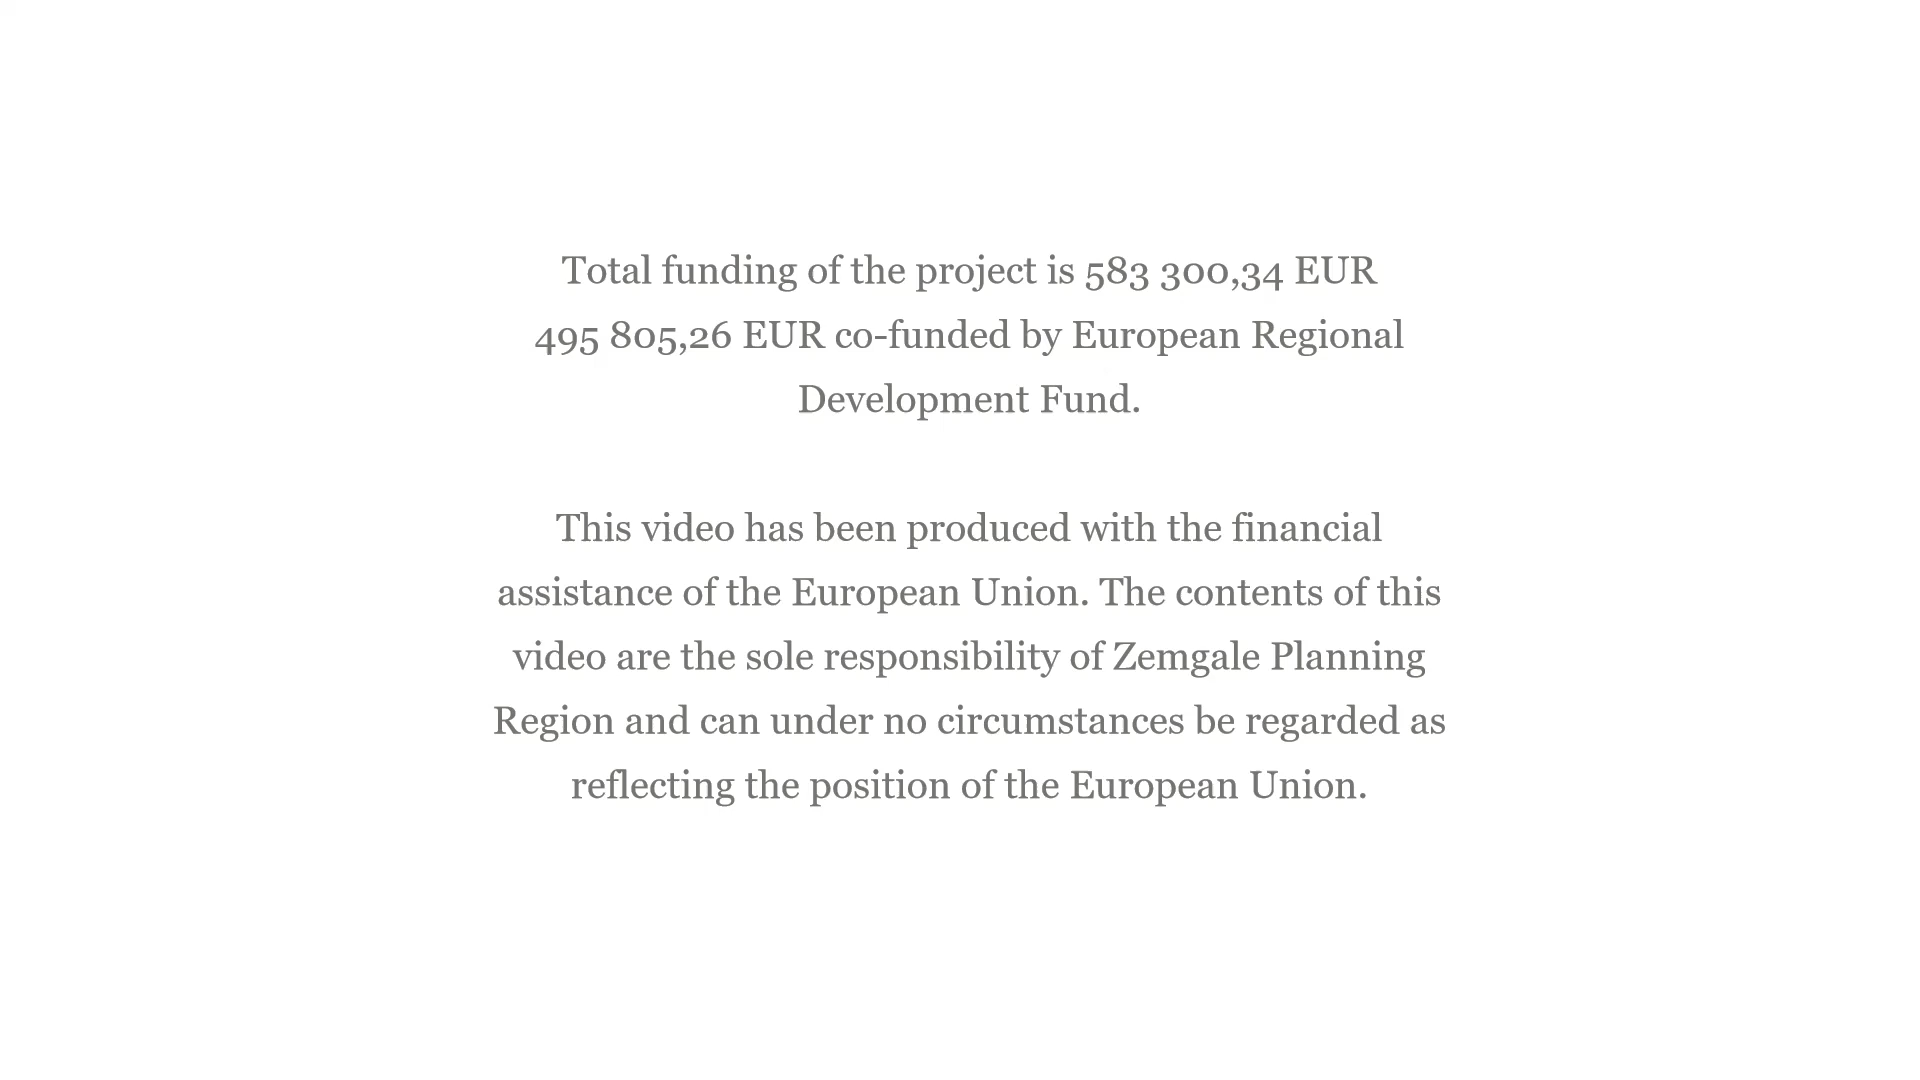 Total funding of the project is 583 300,34 EUR
495 805,26 EUR co-funded by European Regional
Development Fund.
This video has been produced with the financial
assistance of the European Union. The contents of this
video are the sole responsibility of Zemgale Planning
Region and can under no circumstances be regarded as
reflecting the position of the European Union.